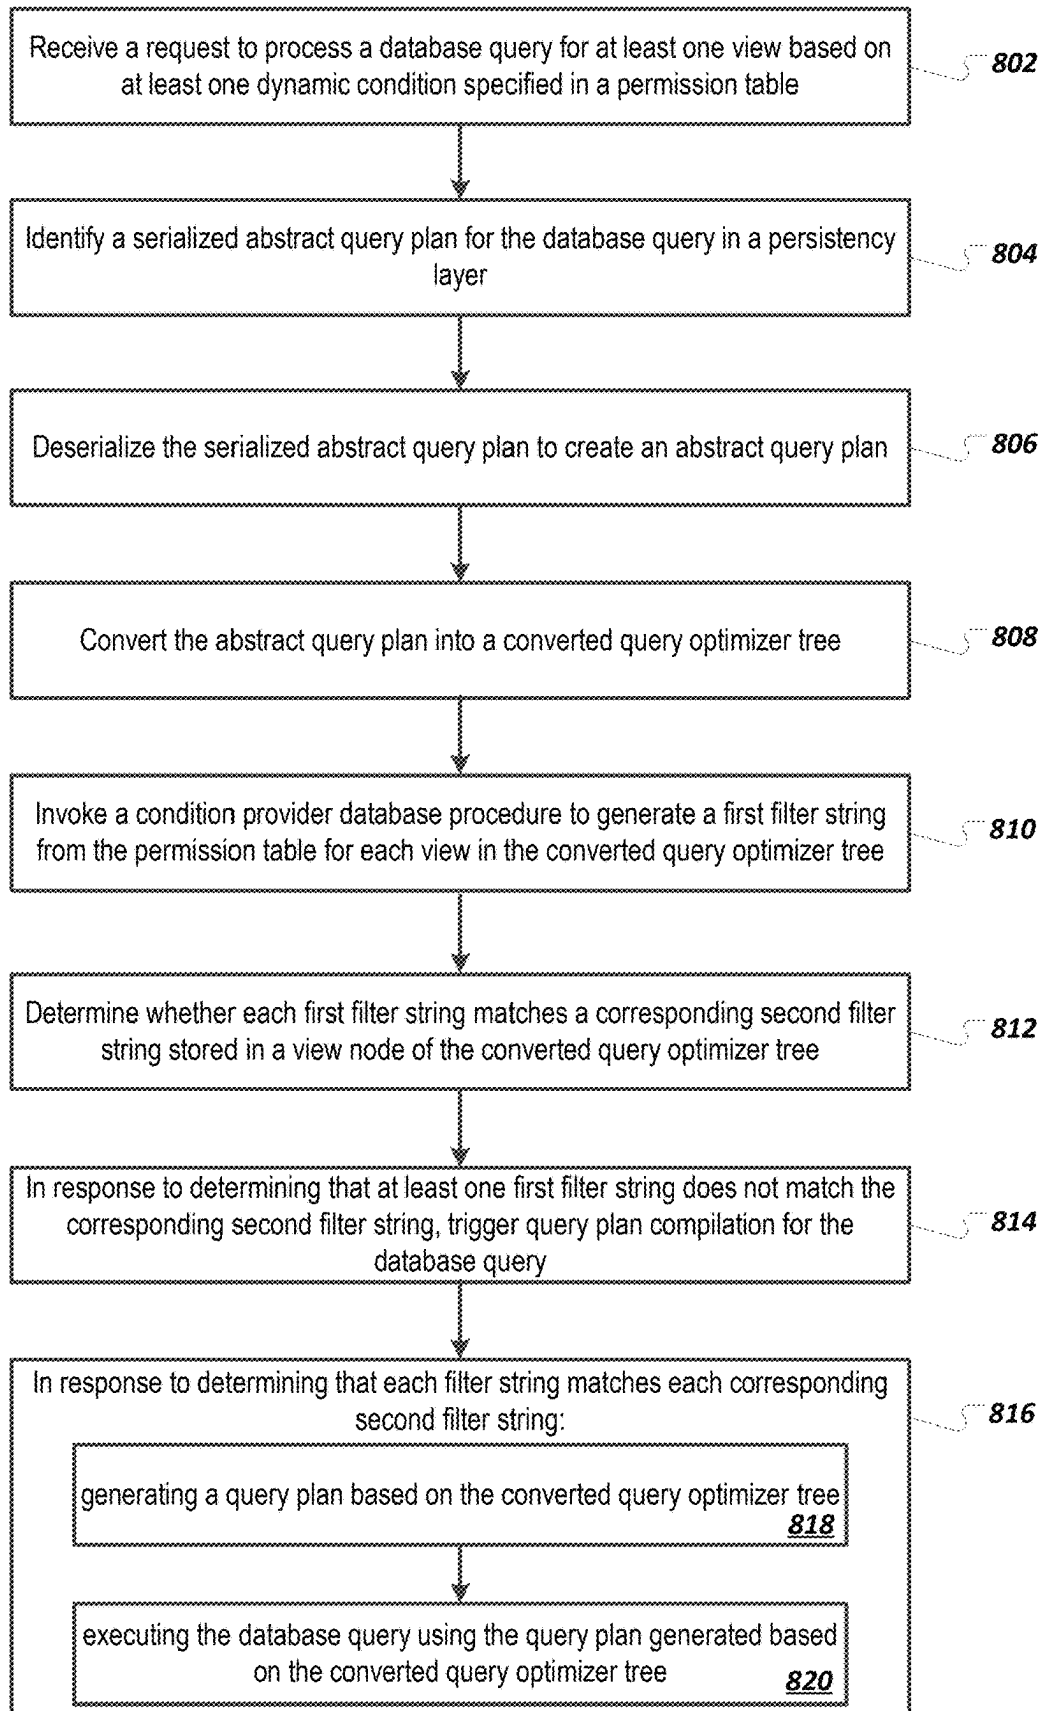 Receive a request to process a database query for at least one view based on
at least one dynamic condition specified in a permission table
802
Identify a serialized abstract query plan for the database query in a persistency
layer
804
Deserialize the serialized abstract query plan to create an abstract query plan
806
Convert the abstract query plan into a converted query optimizer tree
808
Invoke a condition provider database procedure to generate a first filter string
from the permission table for each view in the converted query optimizer tree
810
Determine whether each first filter string matches a corresponding second filter
string stored in a view node of the converted query optimizer tree
812
In response to determining that at least one first filter string does not match the
corresponding second filter string, trigger query plan compilation for the
database query
814
In response to determining that each filter string matches each corresponding
second filter string:
816
generating a query plan based on the converted query optimizer tree
818
executing the database query using the query plan generated based
on the converted query optimizer tree
820